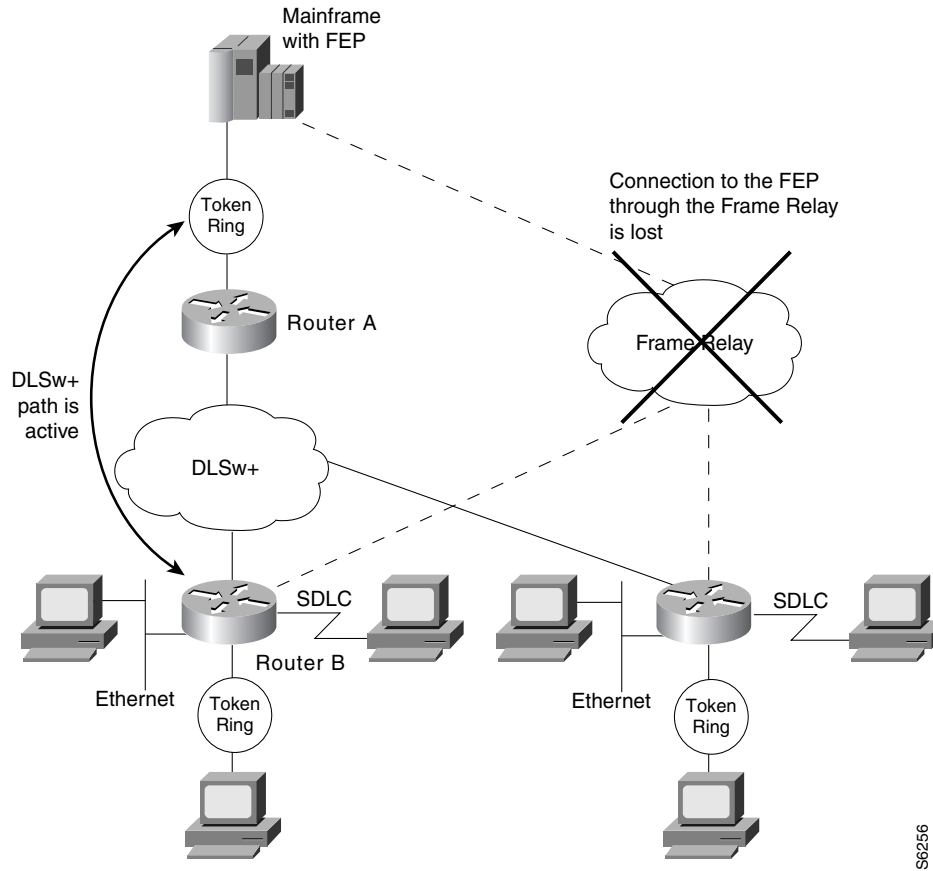 Mainframe
with FEP
Token
Ring
Connection to the FEP
through the Frame Relay
is lost
Router A
Frame Relay
DLSw+
path is
active
DLSw+
SDLC
Router B
Ethernet
Token
Ring
SDLC
Ethernet
Token
Ring
S6256